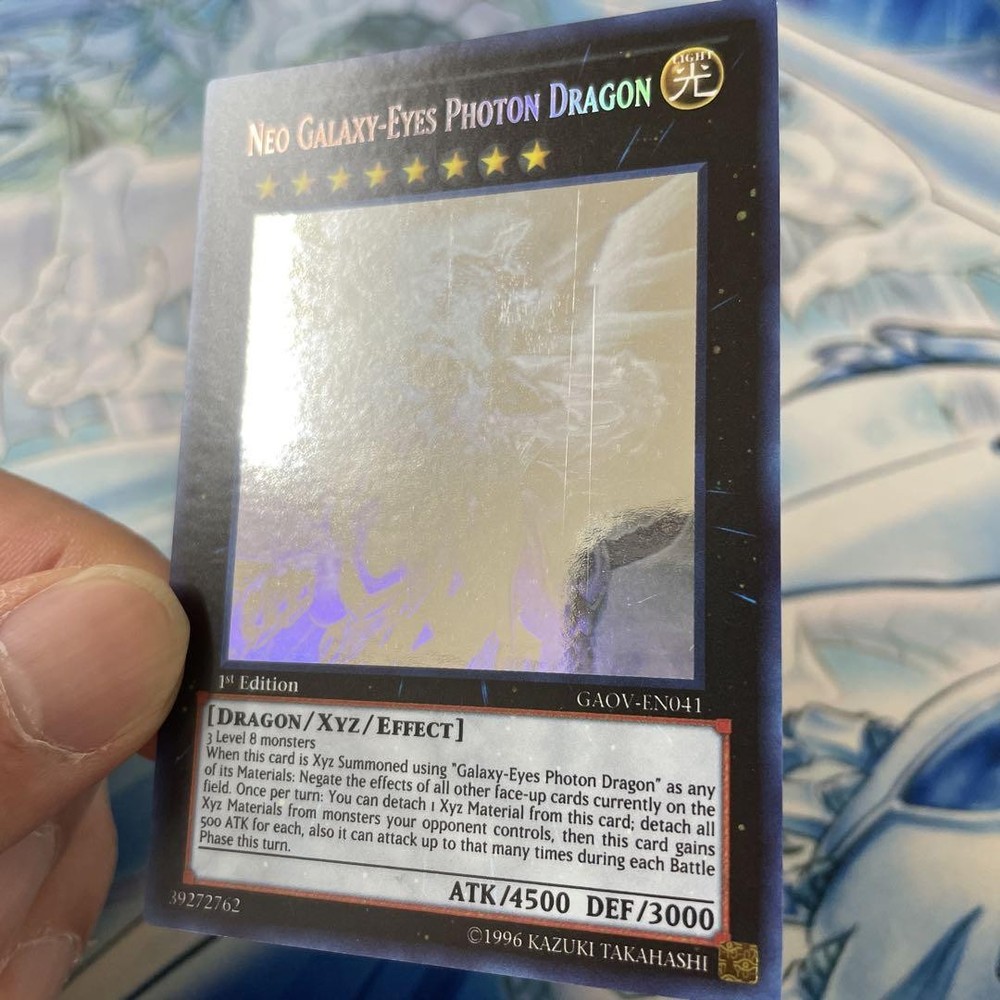 NEO GALAXY-EYES PHOTON DRAGON
LIGHT
光
1st Edition
GAOV-EN041
[DRAGON/XYZ/EFFECT]
3 Level 8 monsters
When this card is Xyz Summoned using "Galaxy-Eyes Photon Dragon" as any
of its Materials: Negate the effects of all other face-up cards currently on the
field. Once per turn: You can detach 1 Xyz Material from this card; detach all
Xyz Materials from monsters your opponent controls, then this card gains
500 ATK for each, also it can attack up to that many times during each Battle
Phase this turn.
ATK/4500 DEF/3000
39272762
©1996 KAZUKI TAKAHASHI